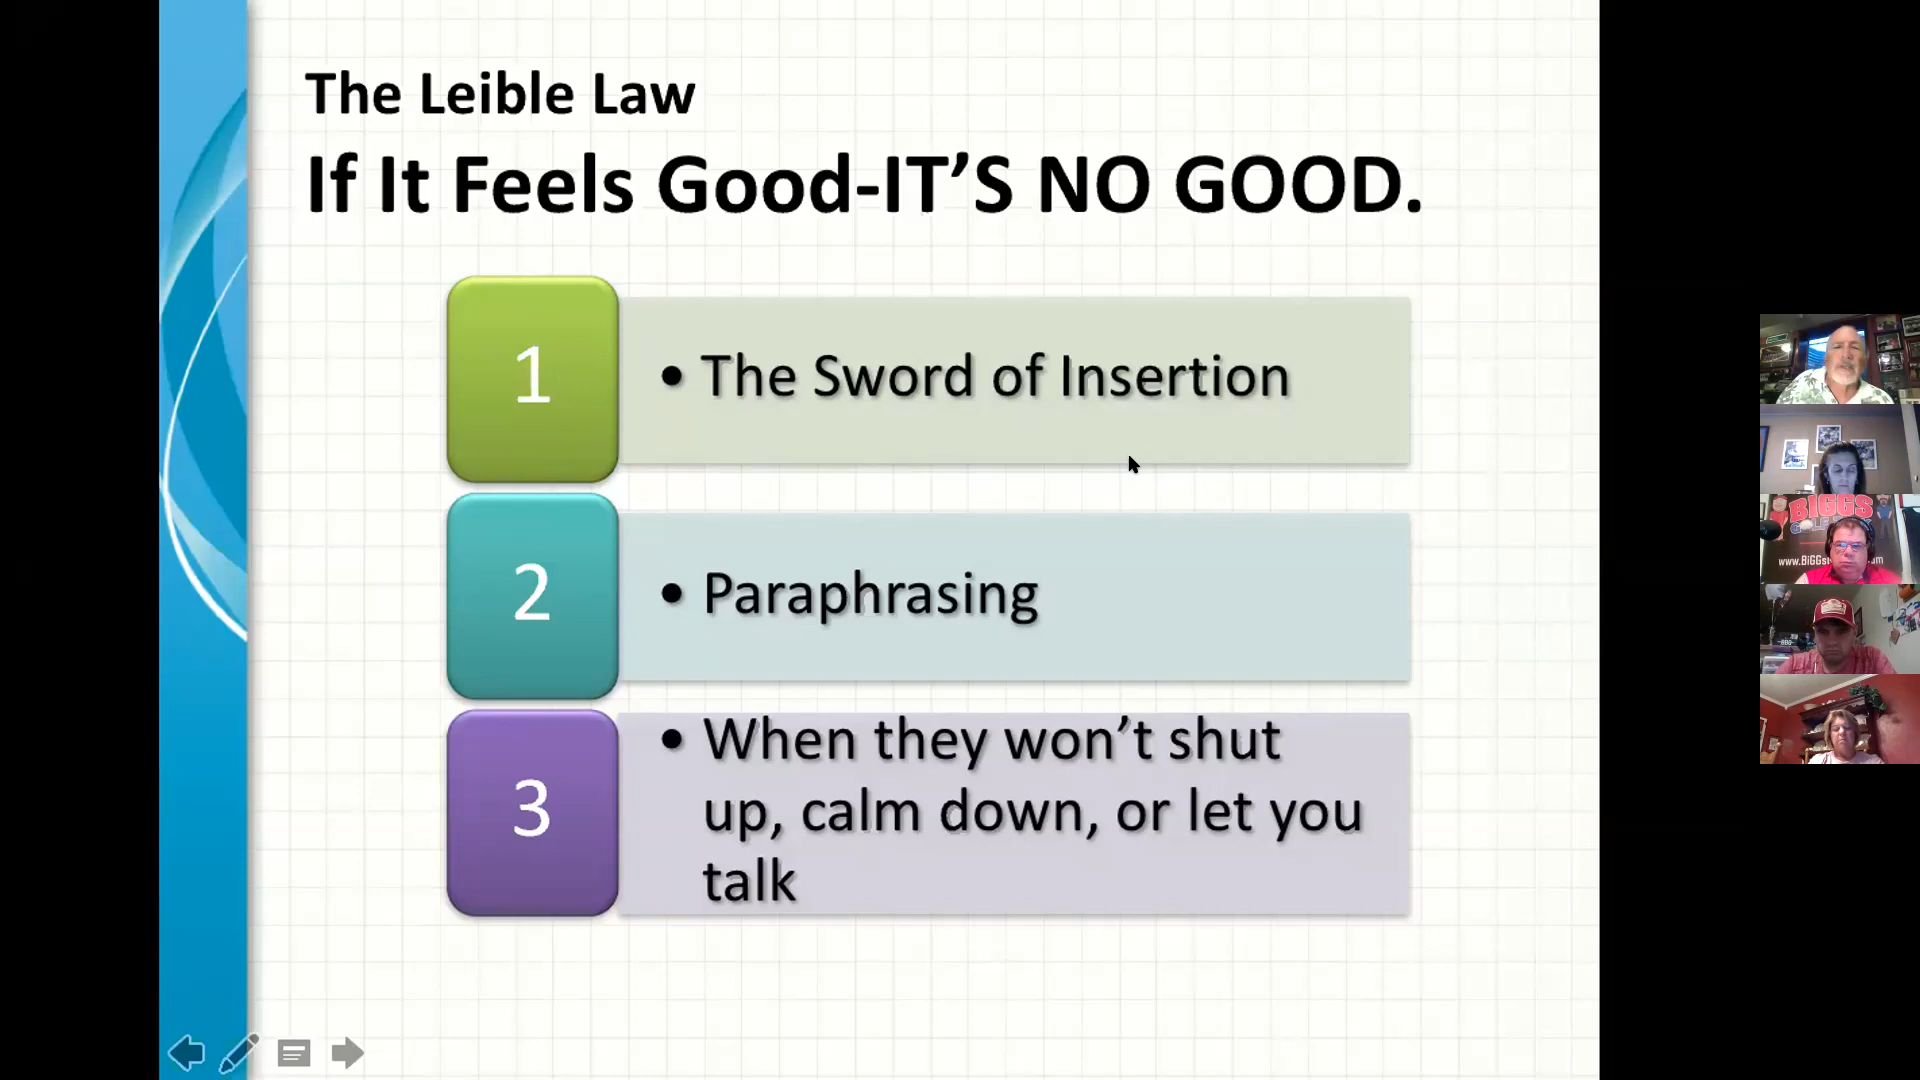 The Leible Law
If It Feels Good-IT’S NO GOOD.
1
• The Sword of Insertion
2
• Paraphrasing
3
• When they won’t shut
up, calm down, or let you
talk
BIGGS